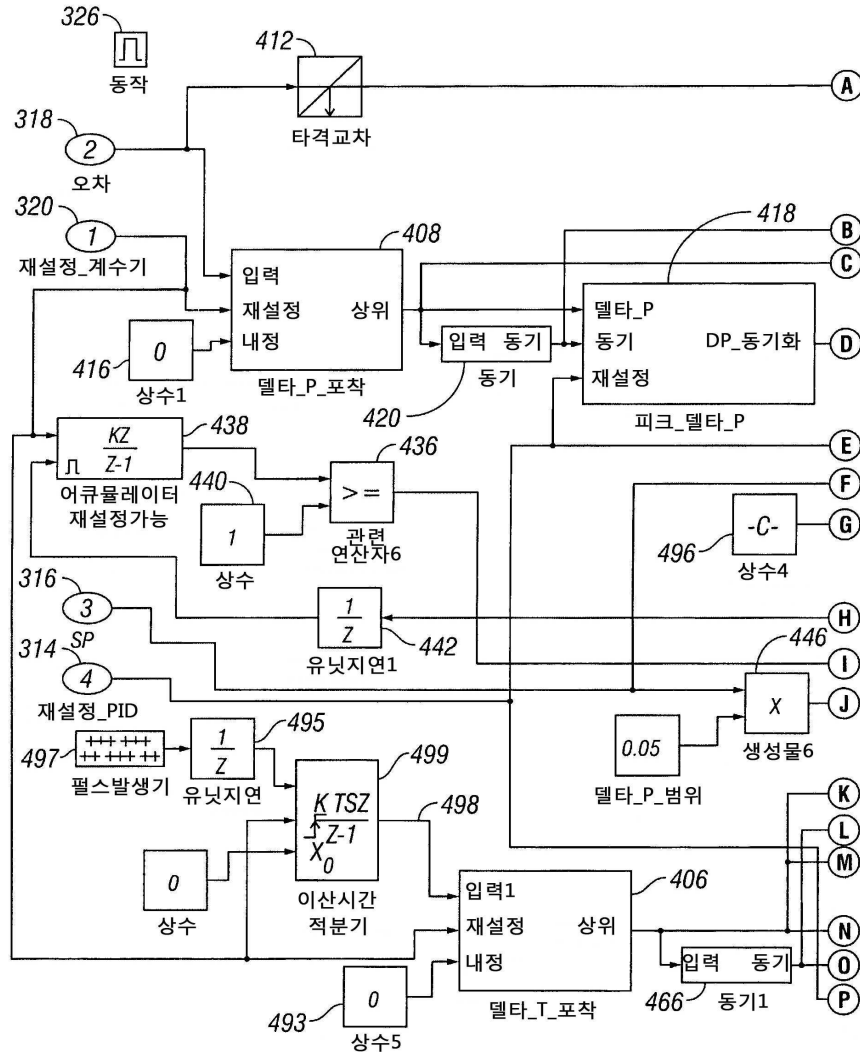 326
동작
412
타격교차
A
318
2
오차
320
1
재설정_계수기
408
입력
재설정
내정
상위
델타_P_포착
416
0
상수1
418
B
C
델타_P
동기
재설정
DP_동기화
D
피크_델타_P
입력 동기
420
동기
438
KZ
Z-1
어큐뮬레이터
재설정가능
436
>=
관련
연산자6
440
1
상수
E
F
496
-C-
G
상수4
316
3
SP
1
Z
442
유닛지연1
H
I
314
4
재설정_PID
446
X
J
생성물6
0.05
델타_P_범위
497
펄스발생기
495
1
Z
유닛지연
499
K TSZ
Z-1
X0
498
이산시간
적분기
0
상수
K
L
M
406
입력1
재설정
내정
상위
델타_T_포착
493
0
상수5
N
입력 동기
O
466
동기1
P